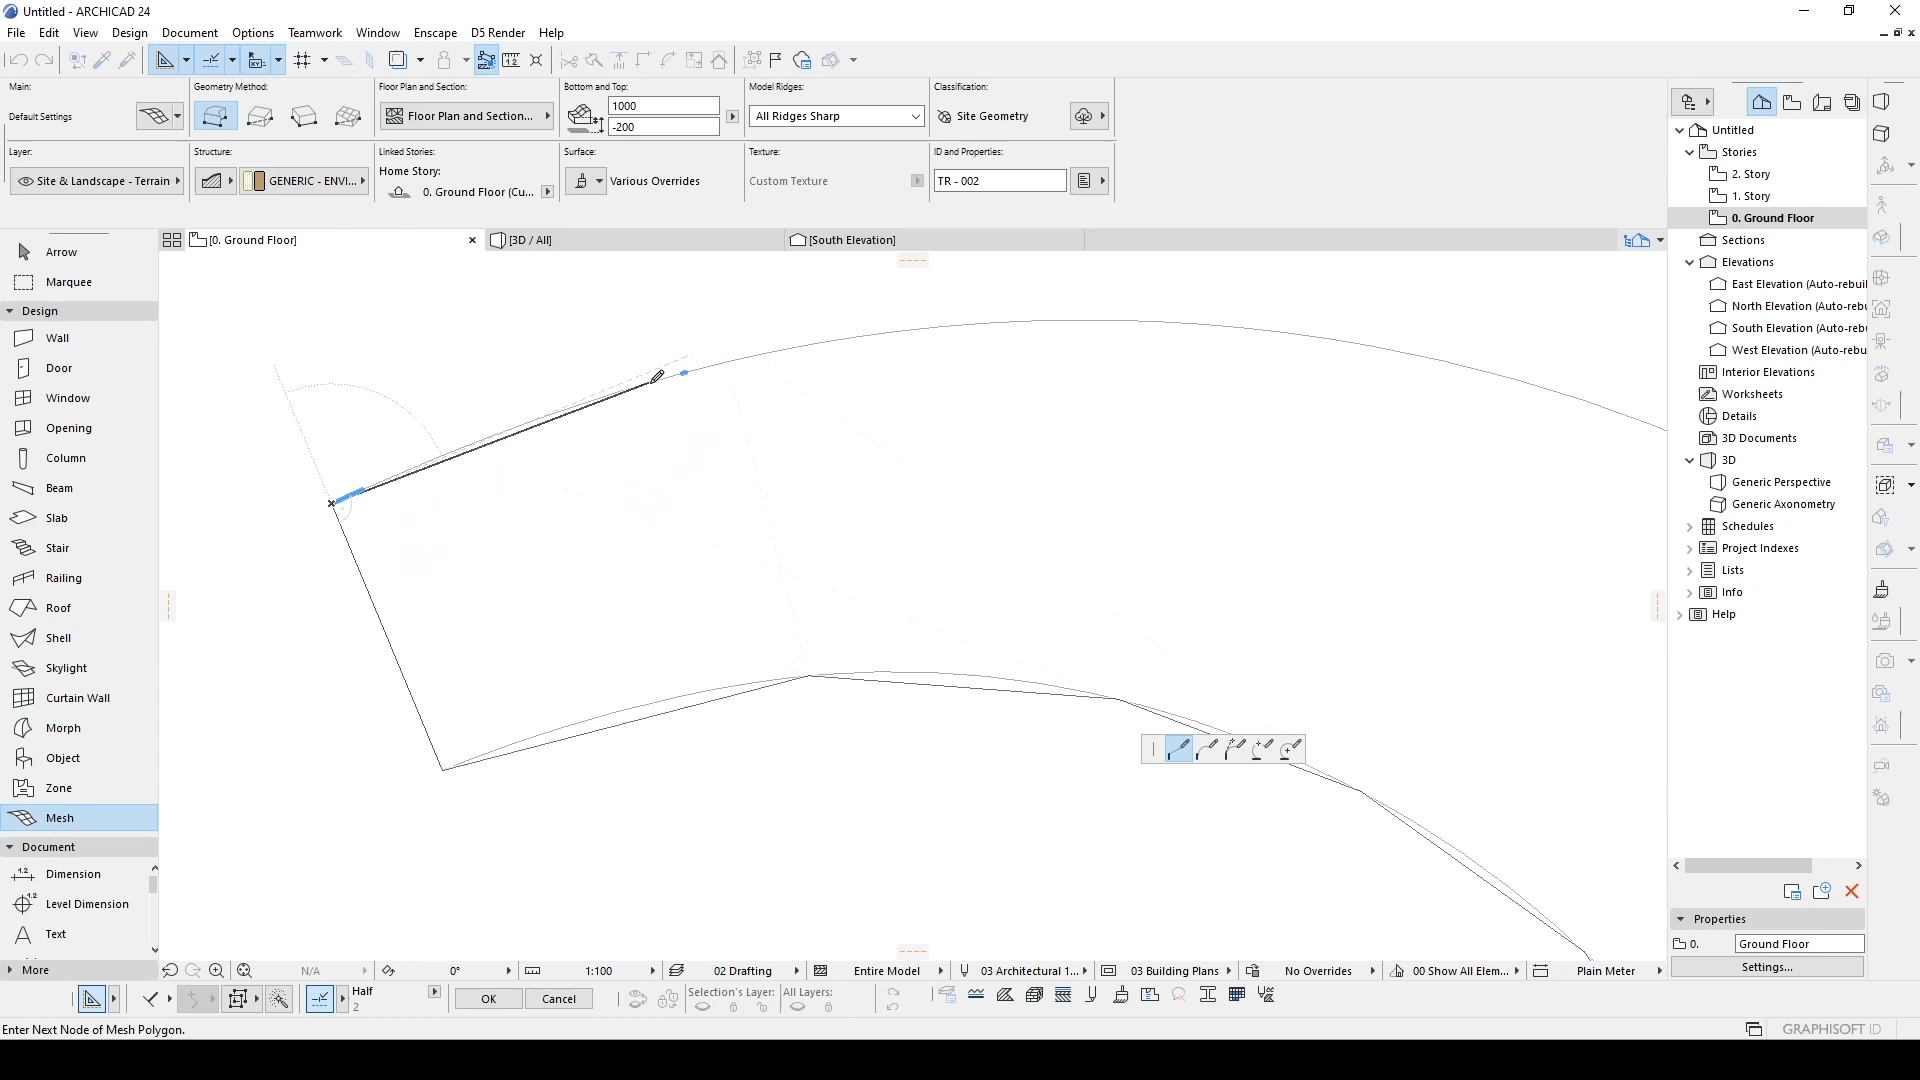 Untitled - ARCHICAD 24
File Edit View Design Document Options Teamwork Window Enscape D5 Render Help
Main: Geometry Method: Floor Plan and Section: Bottom and Top: Model Ridges: Classification:
Default Settings Floor Plan and Section... 1000 All Ridges Sharp Site Geometry
-200
Layer: Structure: Linked Stories: Surface: Texture: ID and Properties:
Site & Landscape - Terrain GENERIC - ENVI... Home Story: Various Overrides Custom Texture TR - 002
0. Ground Floor (Cu...
[0. Ground Floor] [3D / All] [South Elevation]
Arrow
Marquee
Design
Wall
Door
Window
Opening
Column
Beam
Slab
Stair
Railing
Roof
Shell
Skylight
Curtain Wall
Morph
Object
Zone
Mesh
Document
1.2 Dimension
1.2 Level Dimension
Text
More
Untitled
Stories
2. Story
1. Story
0. Ground Floor
Sections
Elevations
East Elevation (Auto-rebuil
North Elevation (Auto-rebu
South Elevation (Auto-rebu
West Elevation (Auto-rebu
Interior Elevations
Worksheets
Details
3D Documents
3D
Generic Perspective
Generic Axonometry
Schedules
Project Indexes
Lists
Info
Help
Properties
0. Ground Floor
Settings...
N/A 0° 1:100 02 Drafting Entire Model 03 Architectural 1... 03 Building Plans No Overrides 00 Show All Elem... Plain Meter
Half
2
OK Cancel Selection's Layer: All Layers:
Enter Next Node of Mesh Polygon. GRAPHISOFT ID